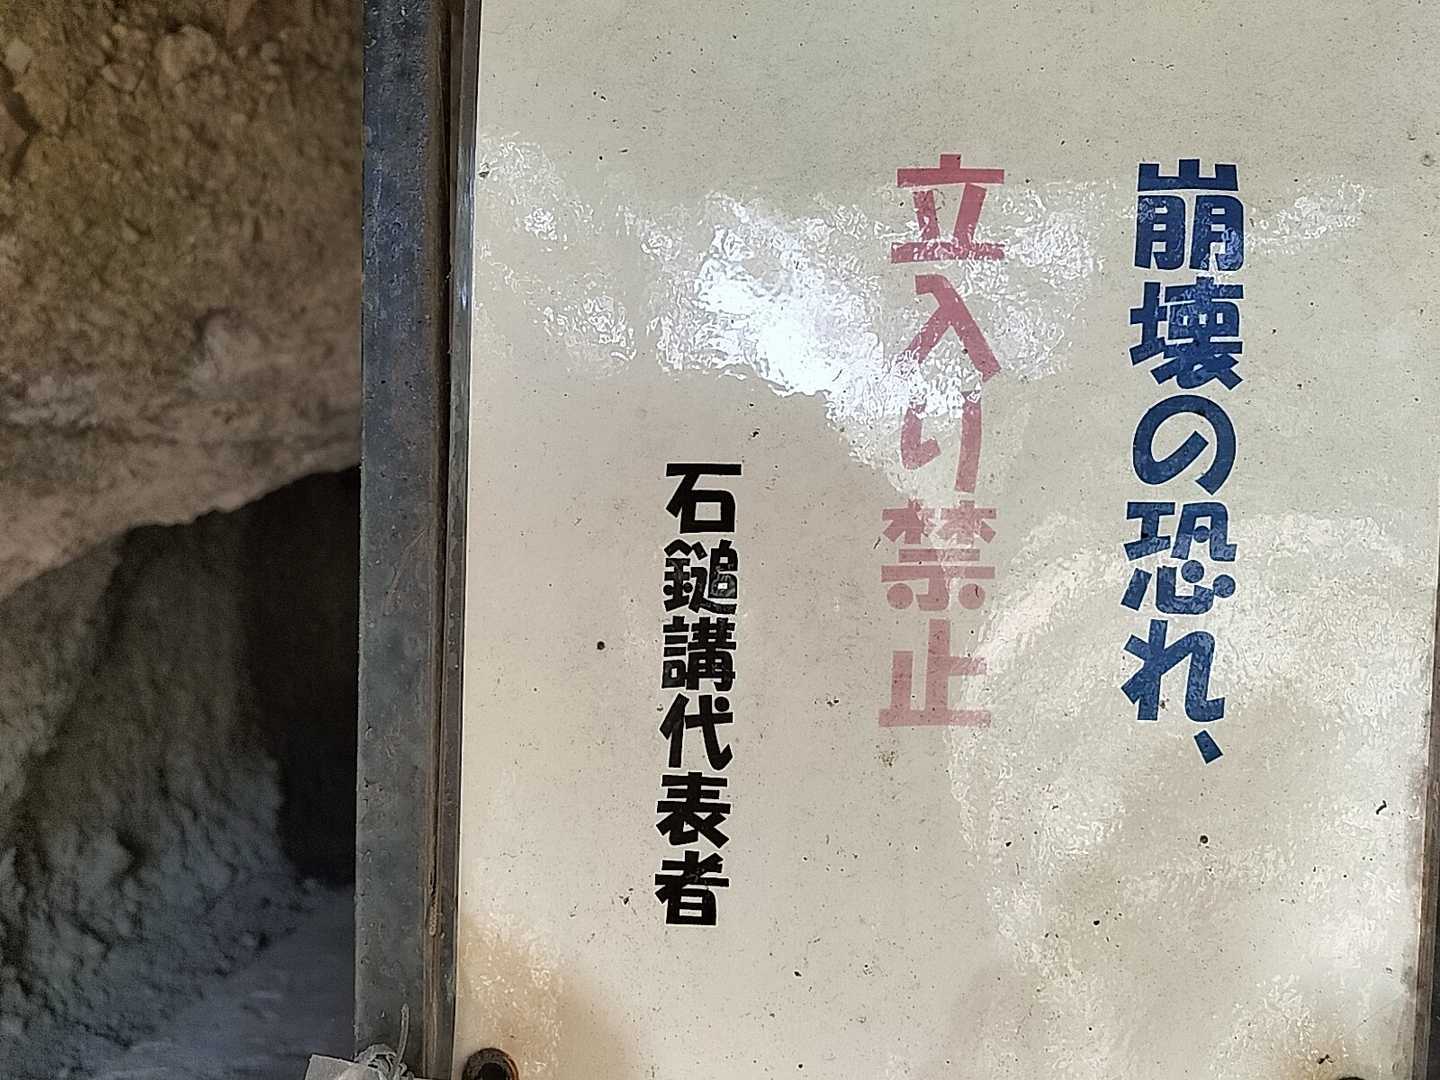 崩壊の恐れ、
立入り禁止
石鎚講代表者